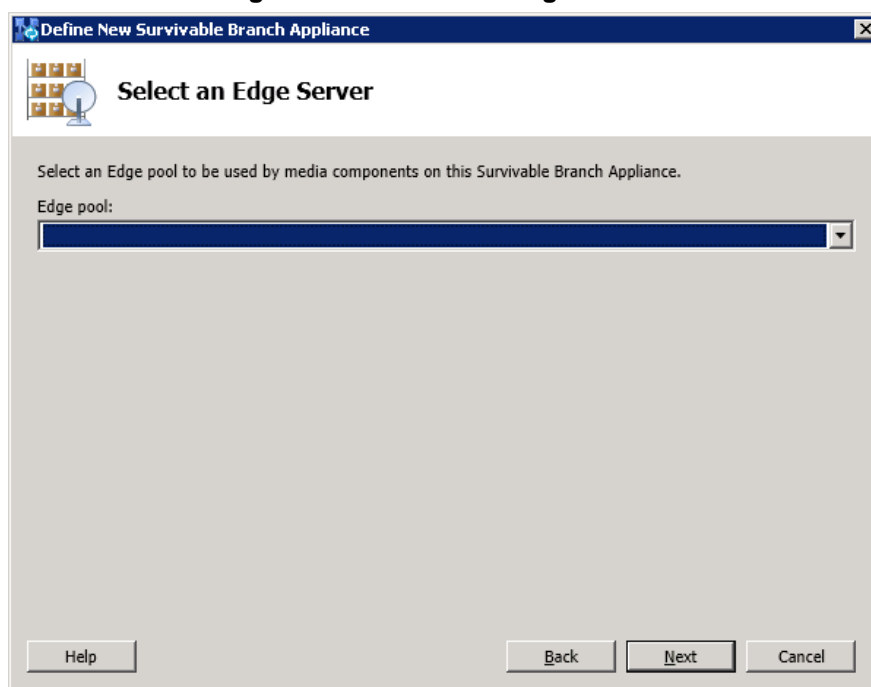 Define New Survivable Branch Appliance
Select an Edge Server
Select an Edge pool to be used by media components on this Survivable Branch Appliance.
Edge pool:
Help
Back
Next
Cancel